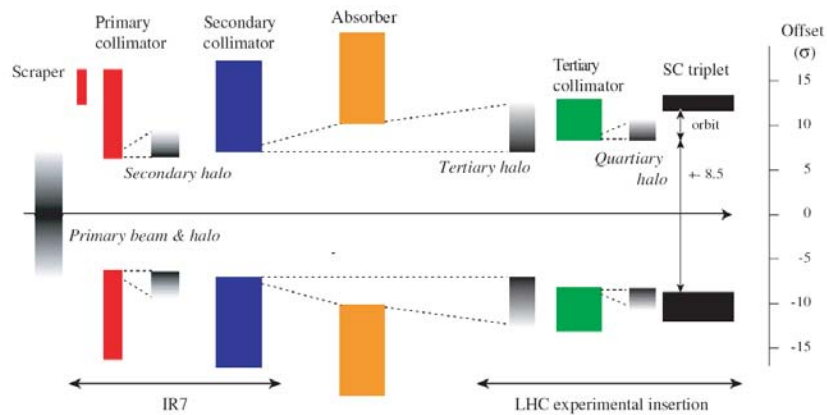 Primary
collimator
Secondary
collimator
Absorber
Offset
(σ)
Scraper
Tertiary
collimator
SC triplet
15
10
orbit
Secondary halo
Tertiary halo
Quartiary
halo
+- 8.5
5
0
Primary beam & halo
-5
-10
-15
IR7
LHC experimental insertion